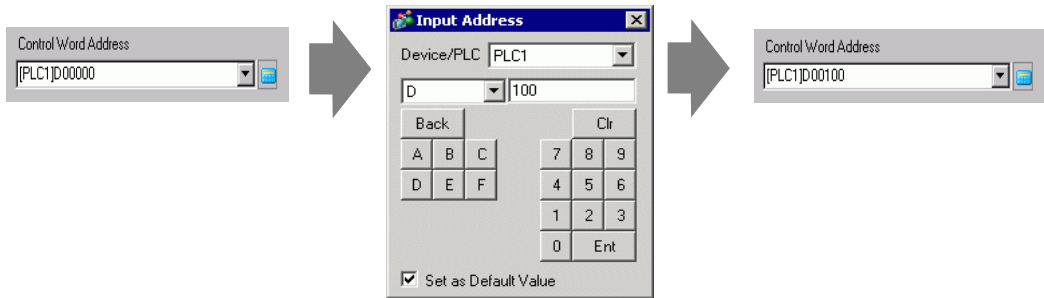 Control Word Address
[PLC1]D00000
Input Address
Device/PLC PLC1
D 100
Back Clr
A B C 7 8 9
D E F 4 5 6
1 2 3
0 Ent
Set as Default Value
Control Word Address
[PLC1]D00100